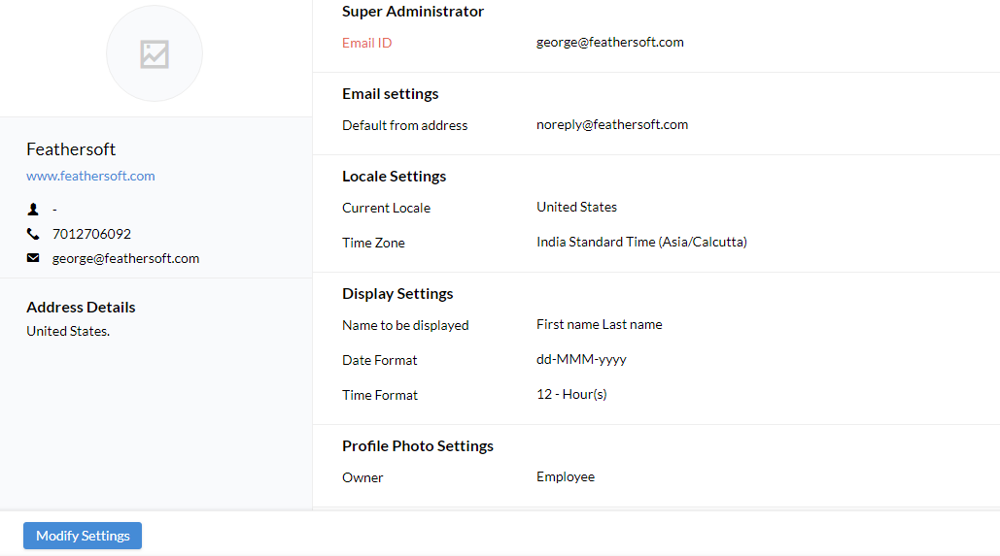 Feathersoft
www.feathersoft.com
-
7012706092
george@feathersoft.com
Address Details
United States.
Super Administrator
Email ID george@feathersoft.com
Email settings
Default from address noreply@feathersoft.com
Locale Settings
Current Locale United States
Time Zone India Standard Time (Asia/Calcutta)
Display Settings
Name to be displayed First name Last name
Date Format dd-MMM-yyyy
Time Format 12 - Hour(s)
Profile Photo Settings
Owner Employee
Modify Settings